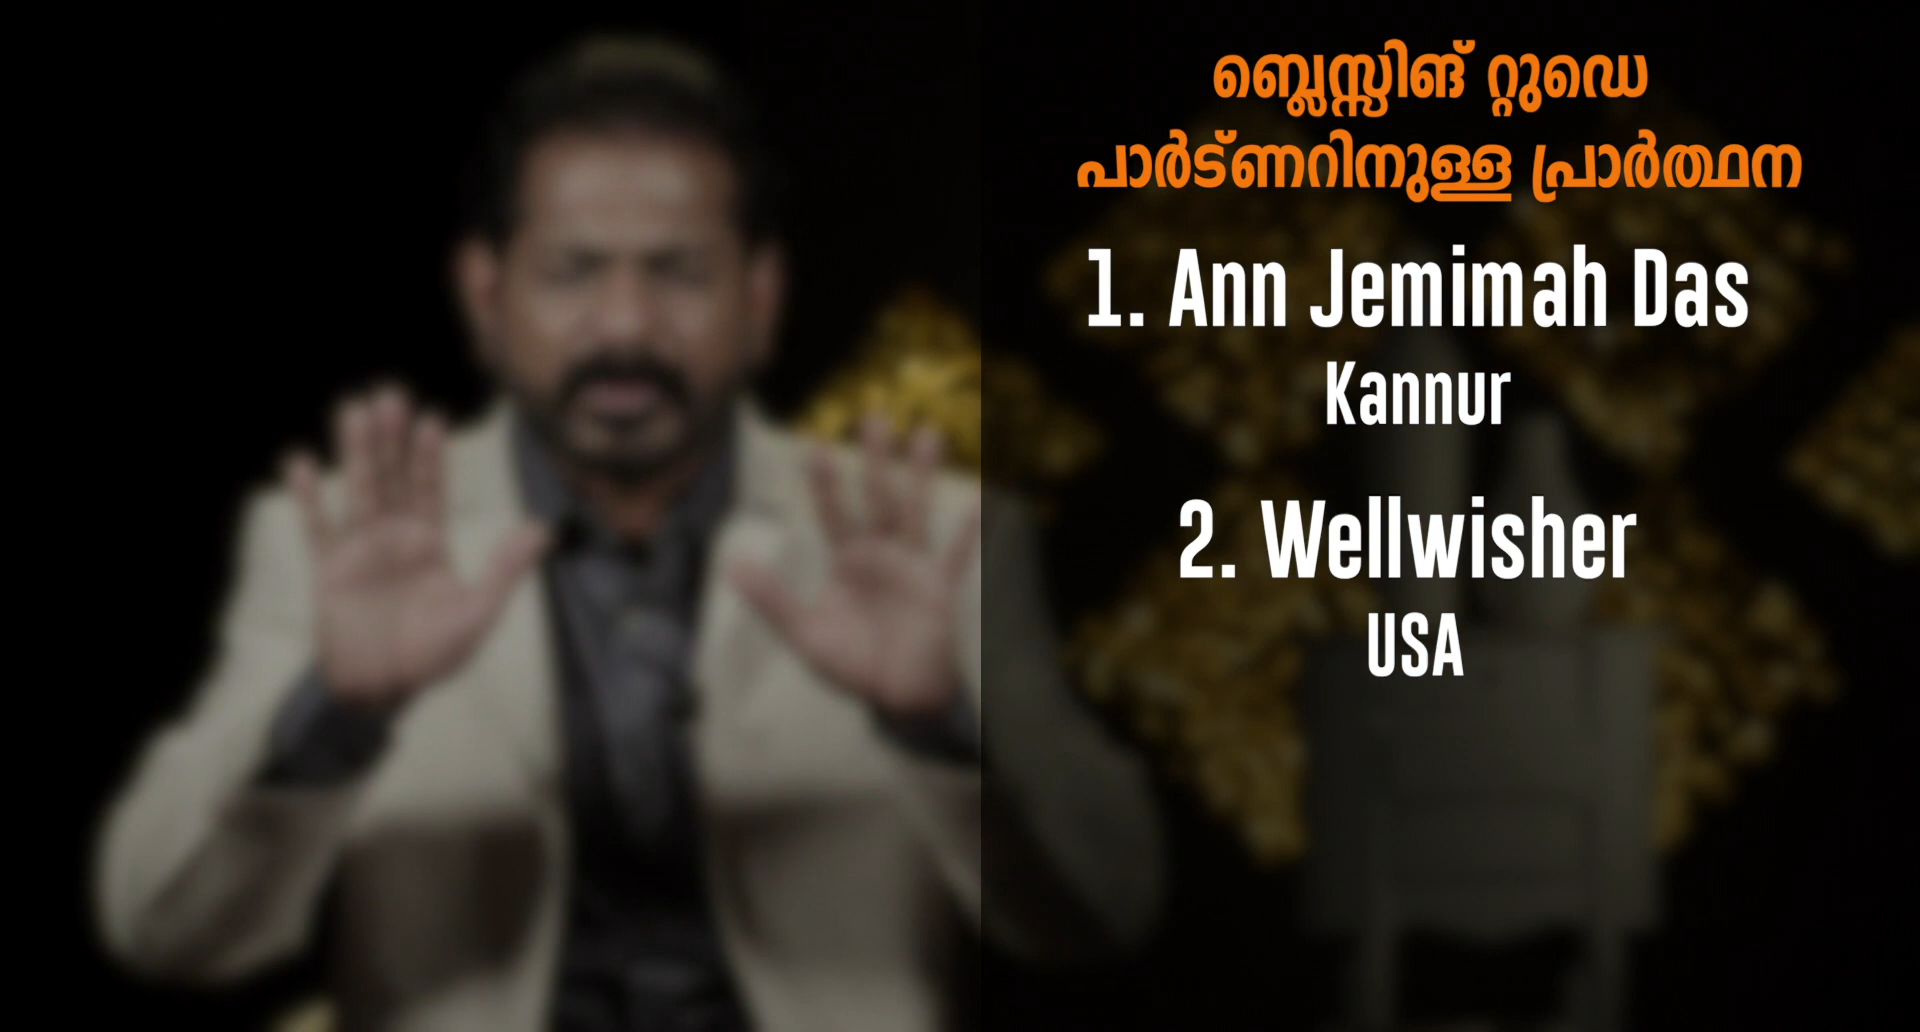 ബ്ലെസ്സിങ് റ്റുഡെ
പാർട്ണറിനുള്ള പ്രാർത്ഥന
1. Ann Jemimah Das
Kannur
2. Wellwisher
USA